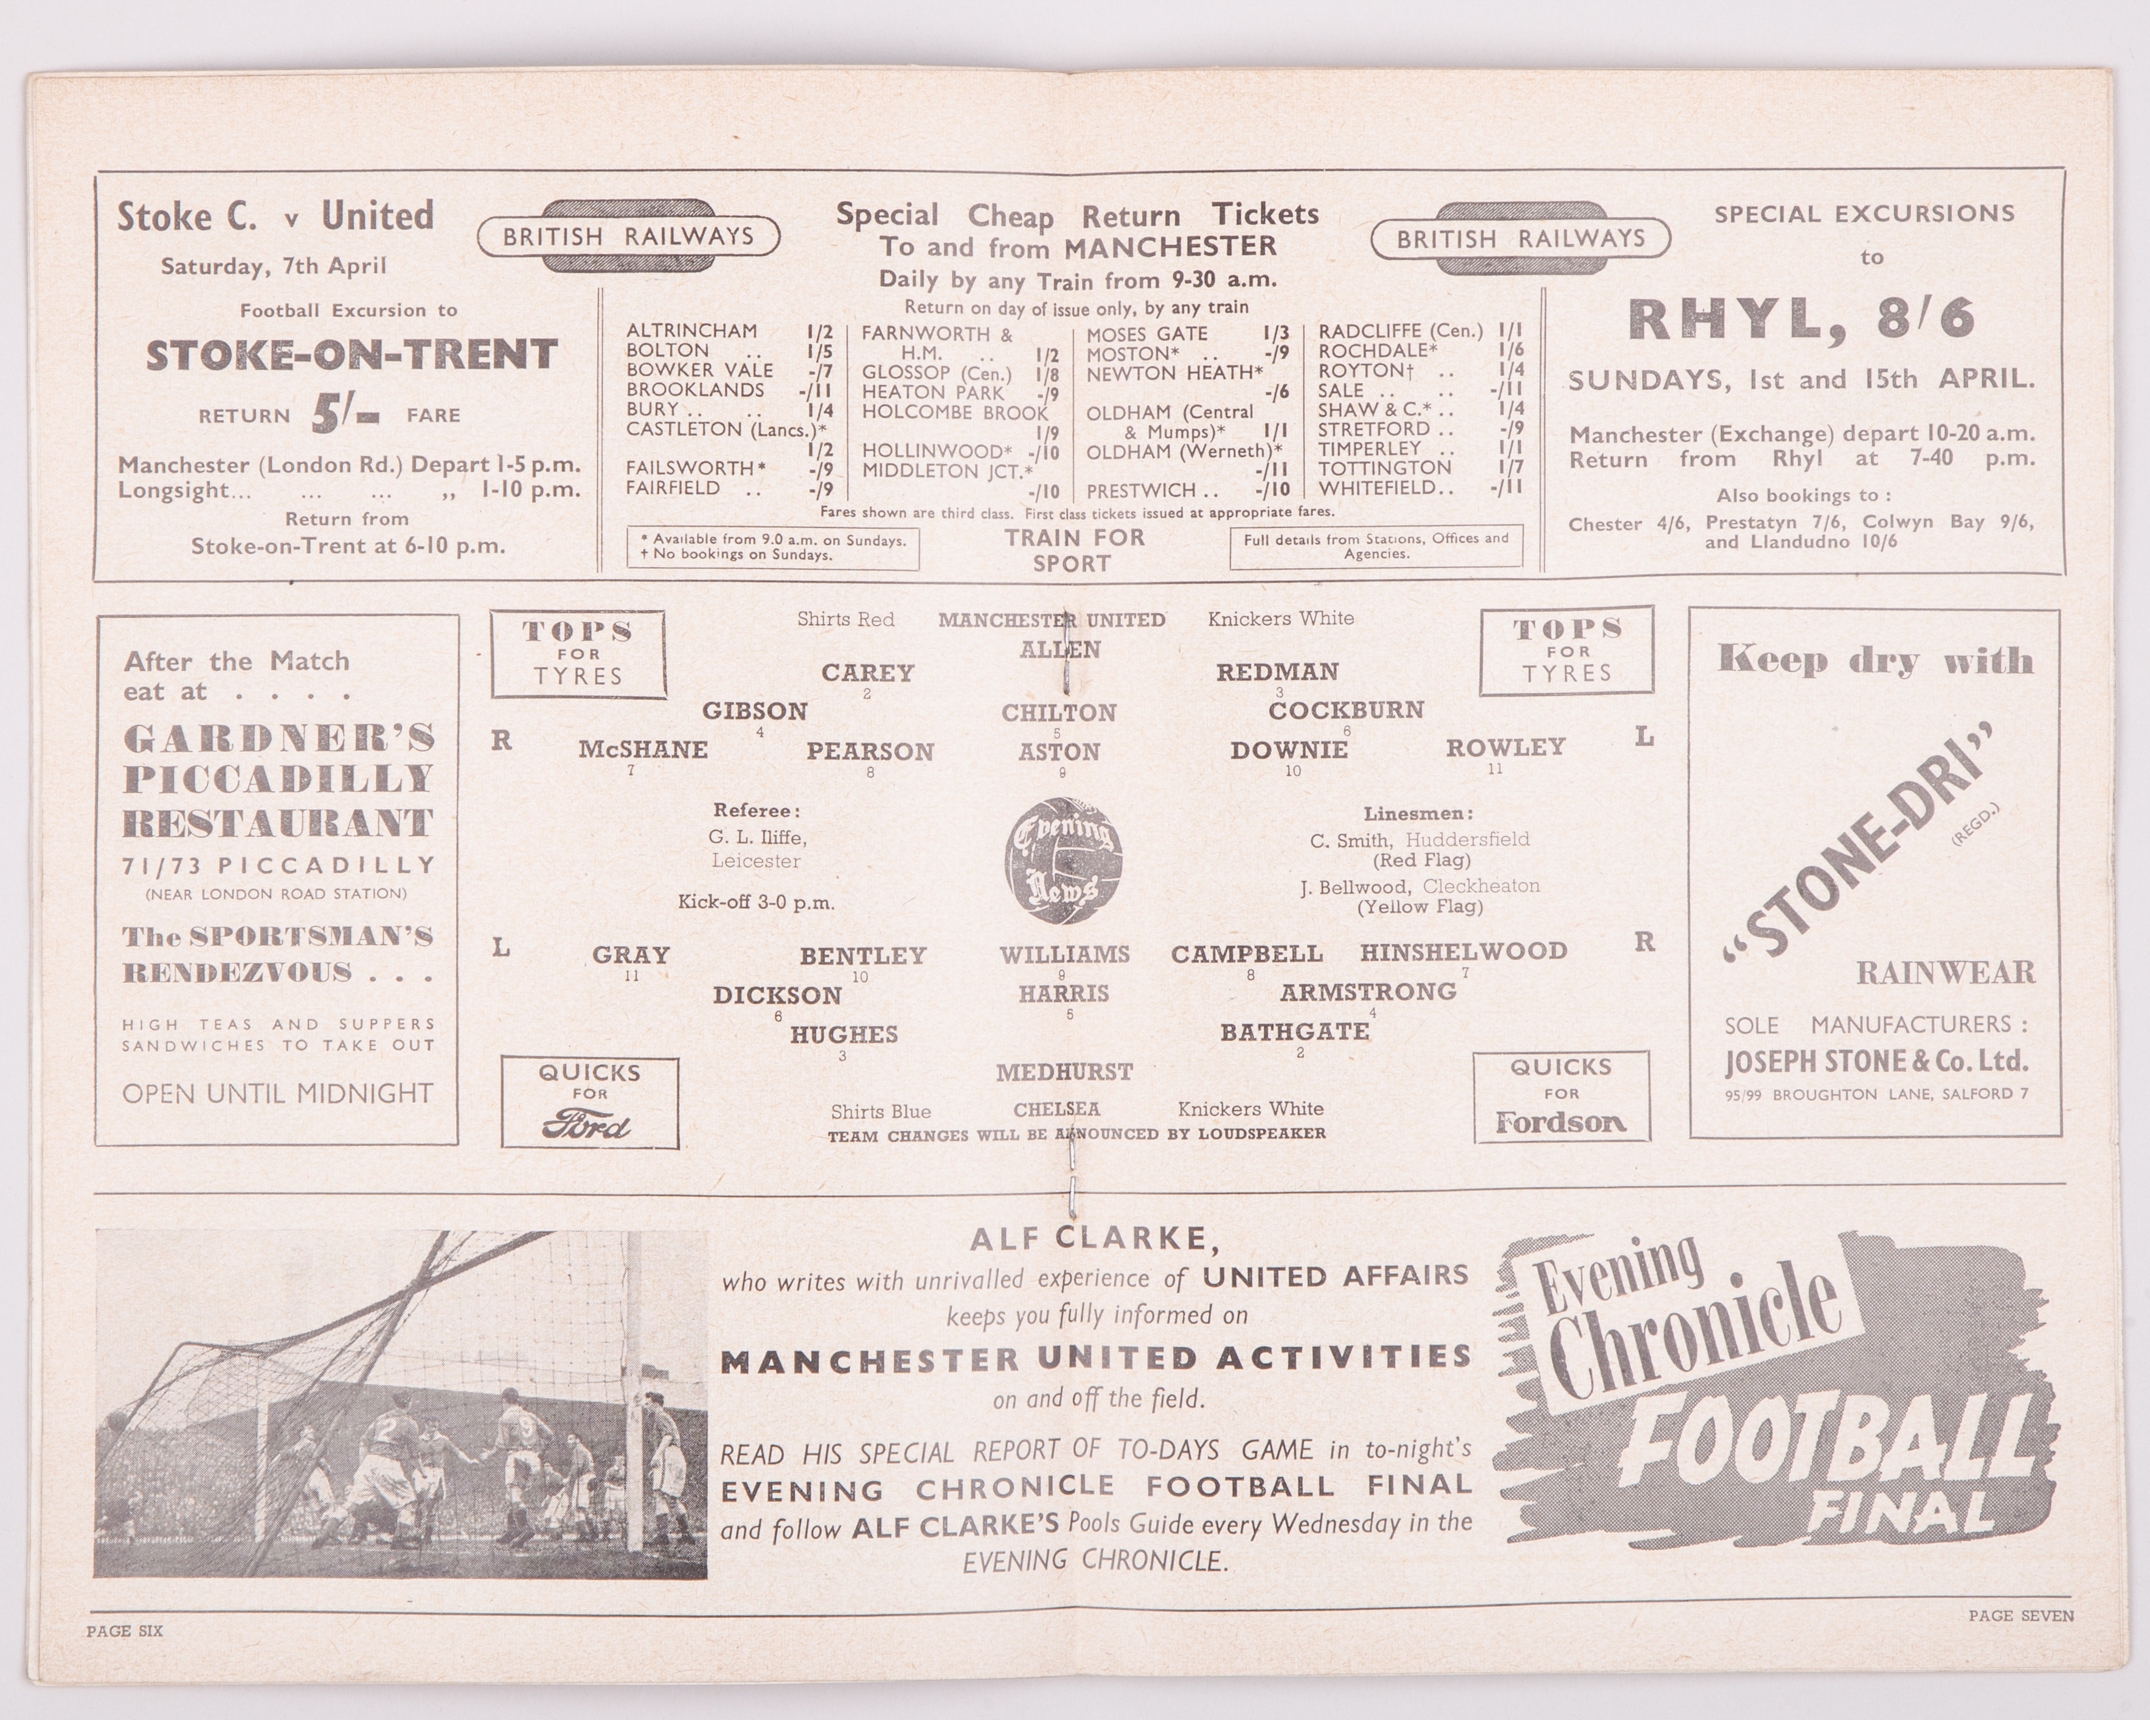 Stoke C. v United
Saturday, 7th April
Football Excursion to
STOKE-ON-TRENT
RETURN 5/- FARE
Manchester (London Rd.) Depart 1-5 p.m.
Longsight... ... ... ,, 1-10 p.m.
Return from
Stoke-on-Trent at 6-10 p.m.
BRITISH RAILWAYS
Special Cheap Return Tickets
To and from MANCHESTER
Daily by any Train from 9-30 a.m.
Return on day of issue only, by any train
BRITISH RAILWAYS
ALTRINCHAM 1/2
BOLTON .. 1/5
BOWKER VALE -/7
BROOKLANDS -/11
BURY .. .. 1/4
CASTLETON (Lancs.)*
1/2
FAILSWORTH* -/9
FAIRFIELD .. -/9
FARNWORTH &
H.M. .. 1/2
GLOSSOP (Cen.) 1/8
HEATON PARK -/9
HOLCOMBE BROOK
1/9
HOLLINWOOD* -/10
MIDDLETON JCT.*
-/10
MOSES GATE 1/3
MOSTON* .. -/9
NEWTON HEATH*
-/6
OLDHAM (Central
& Mumps)* 1/1
OLDHAM (Werneth)*
-/11
PRESTWICH .. -/10
RADCLIFFE (Cen.) 1/1
ROCHDALE* 1/6
ROYTON† .. 1/4
SALE .. .. -/11
SHAW & C.* .. 1/4
STRETFORD .. -/9
TIMPERLEY .. 1/1
TOTTINGTON 1/7
WHITEFIELD .. -/11
Fares shown are third class. First class tickets issued at appropriate fares.
* Available from 9.0 a.m. on Sundays.
† No bookings on Sundays.
TRAIN FOR
SPORT
Full details from Stations, Offices and
Agencies.
SPECIAL EXCURSIONS
to
RHYL, 8/6
SUNDAYS, 1st and 15th APRIL.
Manchester (Exchange) depart 10-20 a.m.
Return from Rhyl at 7-40 p.m.
Also bookings to :
Chester 4/6, Prestatyn 7/6, Colwyn Bay 9/6,
and Llandudno 10/6
After the Match
eat at . . . .
GARDNER'S
PICCADILLY
RESTAURANT
71/73 PICCADILLY
(NEAR LONDON ROAD STATION)
The SPORTSMAN'S
RENDEZVOUS . . .
HIGH TEAS AND SUPPERS
SANDWICHES TO TAKE OUT
OPEN UNTIL MIDNIGHT
TOPS
FOR
TYRES
Shirts Red MANCHESTER UNITED Knickers White
ALLEN
CAREY REDMAN
2 3
GIBSON CHILTON COCKBURN
4 5 6
R McSHANE PEARSON ASTON DOWNIE ROWLEY L
7 8 9 10 11
TOPS
FOR
TYRES
Referee:
G. L. Iliffe,
Leicester
Kick-off 3-0 p.m.
Evening
News
Linesmen:
C. Smith, Huddersfield
(Red Flag)
J. Bellwood, Cleckheaton
(Yellow Flag)
L GRAY BENTLEY WILLIAMS CAMPBELL HINSHELWOOD R
11 10 9 8 7
DICKSON HARRIS ARMSTRONG
6 5 4
HUGHES BATHGATE
3 2
MEDHURST
Shirts Blue CHELSEA Knickers White
TEAM CHANGES WILL BE ANNOUNCED BY LOUDSPEAKER
QUICKS
FOR
Ford
QUICKS
FOR
Fordson
Keep dry with
"STONE-DRI"
(REGD.)
RAINWEAR
SOLE MANUFACTURERS :
JOSEPH STONE & Co. Ltd.
95/99 BROUGHTON LANE, SALFORD 7
2
9
ALF CLARKE,
who writes with unrivalled experience of UNITED AFFAIRS
keeps you fully informed on
MANCHESTER UNITED ACTIVITIES
on and off the field.
READ HIS SPECIAL REPORT OF TO-DAYS GAME in to-night's
EVENING CHRONICLE FOOTBALL FINAL
and follow ALF CLARKE'S Pools Guide every Wednesday in the
EVENING CHRONICLE.
Evening
Chronicle
FOOTBALL
FINAL
PAGE SIX
PAGE SEVEN